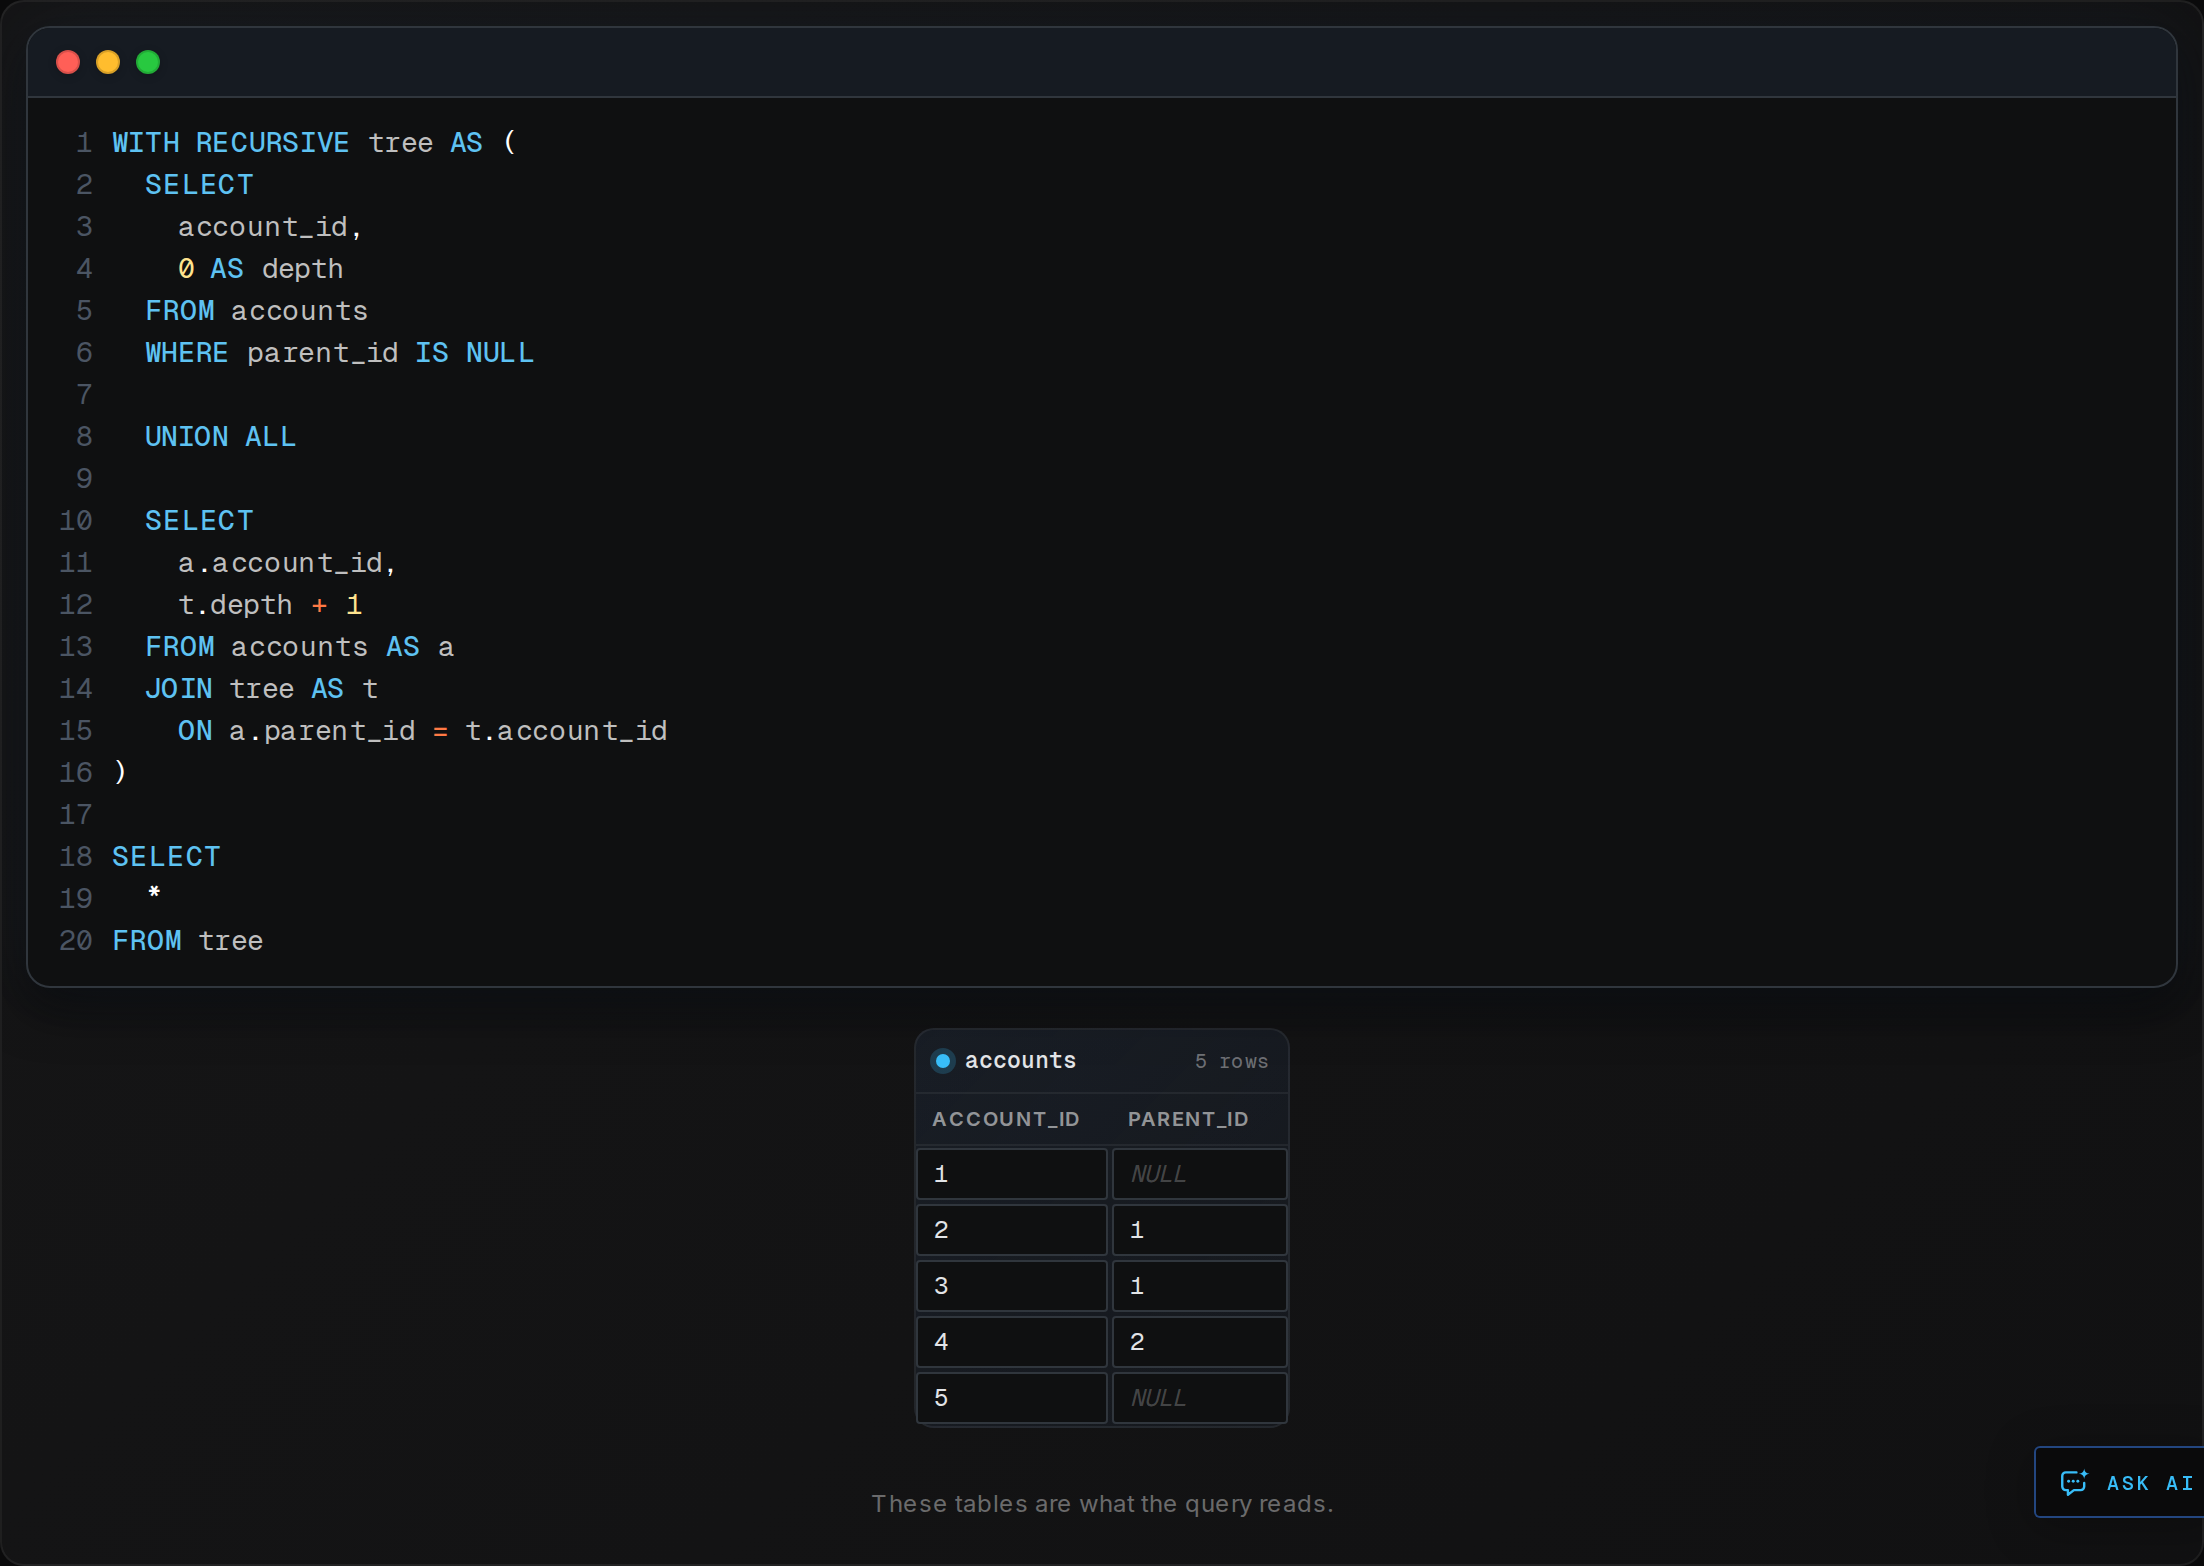 1 WITH RECURSIVE tree AS (
2 SELECT
3 account_id,
4 0 AS depth
5 FROM accounts
6 WHERE parent_id IS NULL
7
8 UNION ALL
9
10 SELECT
11 a.account_id,
12 t.depth + 1
13 FROM accounts AS a
14 JOIN tree AS t
15 ON a.parent_id = t.account_id
16 )
17
18 SELECT
19 *
20 FROM tree
accounts 5 rows
ACCOUNT_ID PARENT_ID
1 NULL
2 1
3 1
4 2
5 NULL
These tables are what the query reads.
ASK AI